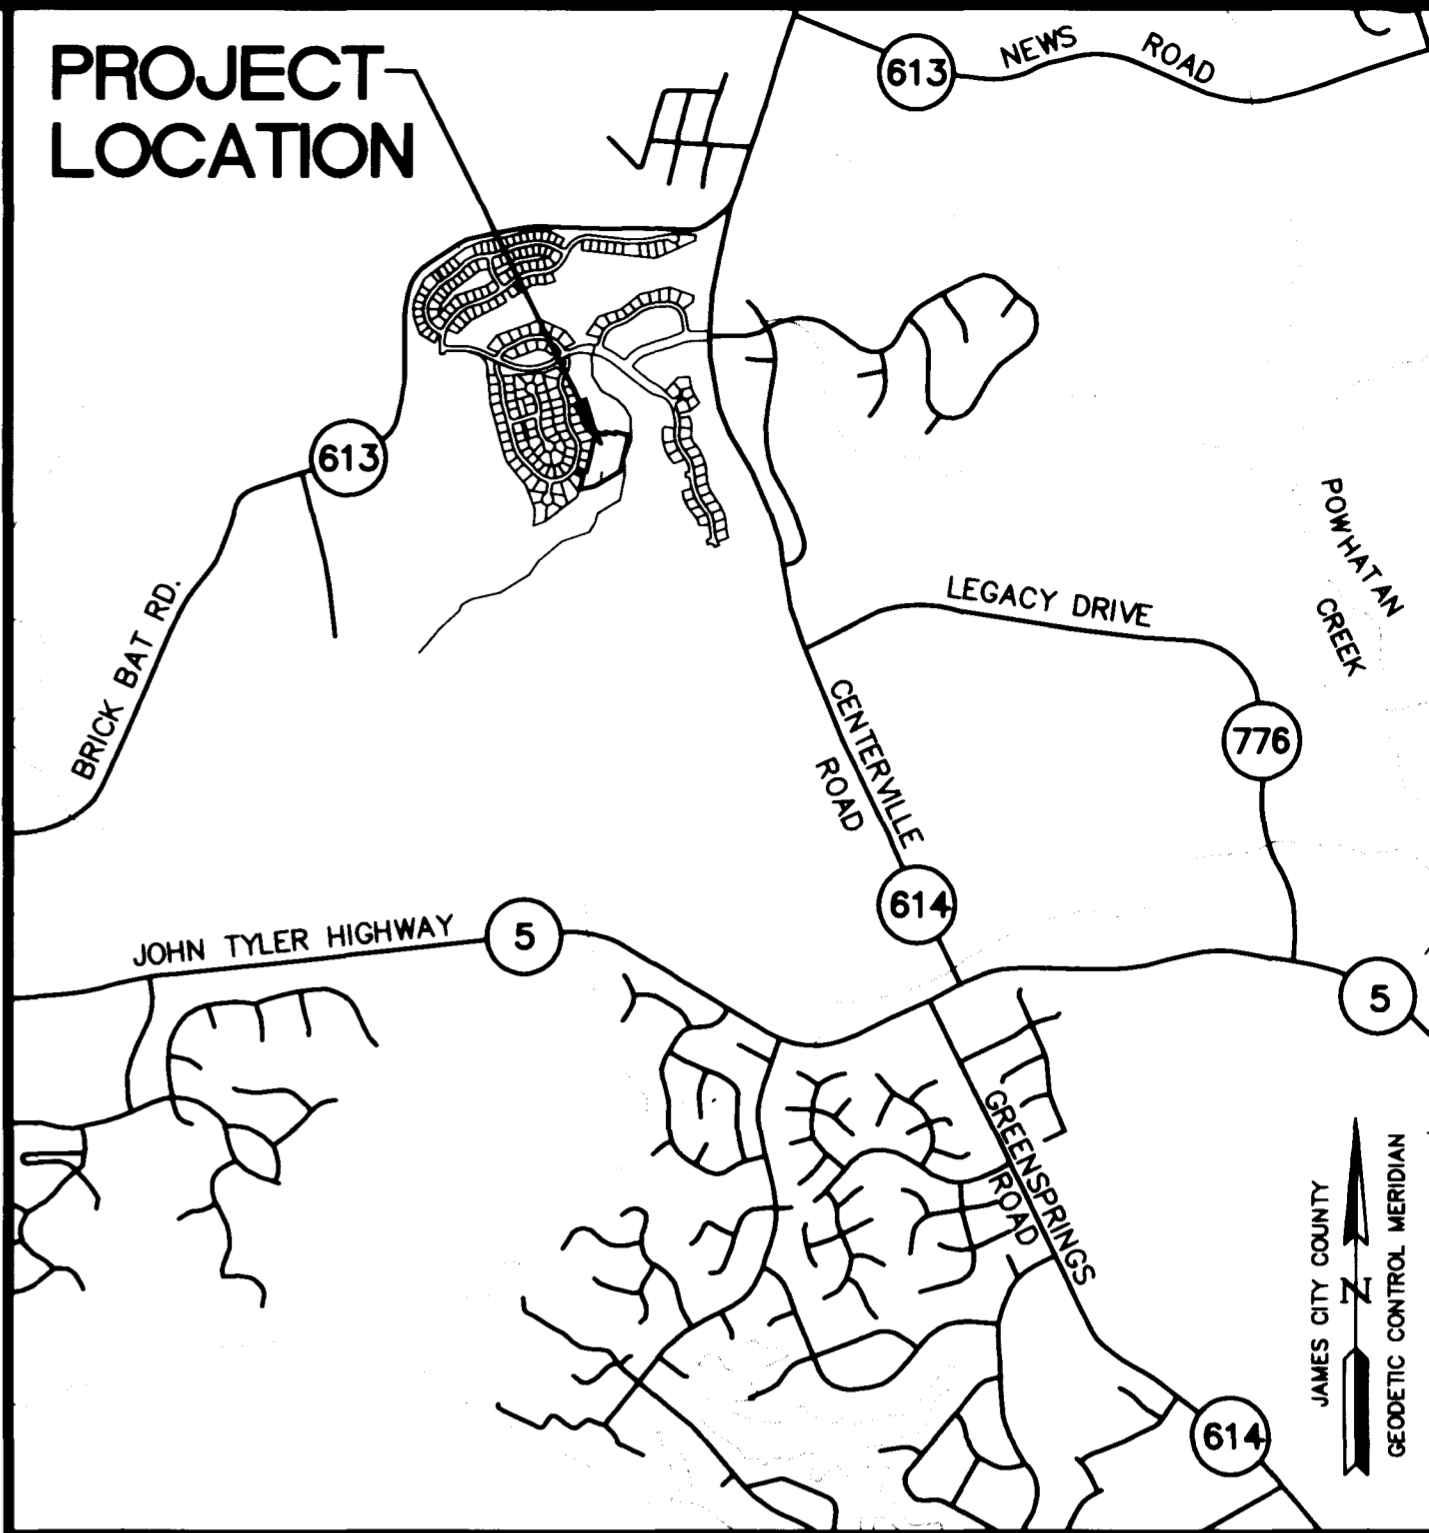 PROJECT
LOCATION
613
NEWS ROAD
613
BRICK BAT RD.
LEGACY DRIVE
POWHATAN
CREEK
776
CENTERVILLE
ROAD
614
JOHN TYLER HIGHWAY
5
5
GREENSPRINGS
ROAD
614
JAMES CITY COUNTY
N
GEODETIC CONTROL MERIDIAN